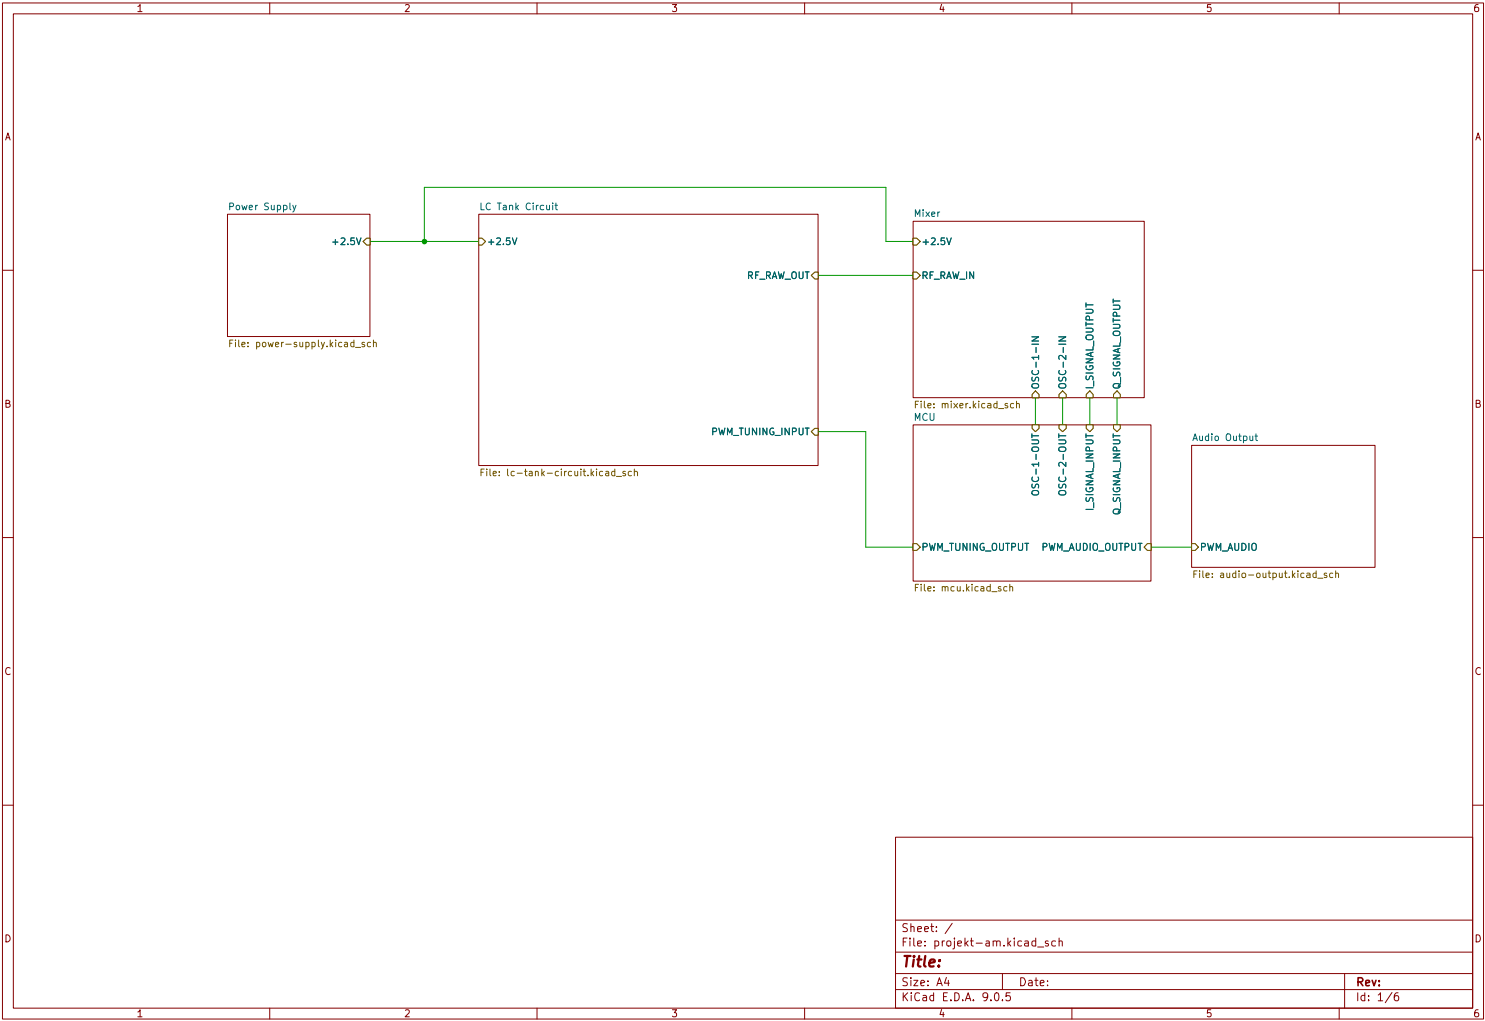 1 2 3 4 5 6
A A
Power Supply
+2.5V
File: power-supply.kicad_sch
LC Tank Circuit
+2.5V
RF_RAW_OUT
PWM_TUNING_INPUT
File: lc-tank-circuit.kicad_sch
Mixer
+2.5V
RF_RAW_IN
OSC-1-IN
OSC-2-IN
I_SIGNAL_OUTPUT
Q_SIGNAL_OUTPUT
File: mixer.kicad_sch
B B
MCU
OSC-1-OUT
OSC-2-OUT
I_SIGNAL_INPUT
Q_SIGNAL_INPUT
PWM_TUNING_OUTPUT
PWM_AUDIO_OUTPUT
File: mcu.kicad_sch
Audio Output
PWM_AUDIO
File: audio-output.kicad_sch
C C
D D
Sheet: /
File: projekt-am.kicad_sch
Title:
Size: A4 Date: Rev:
KiCad E.D.A. 9.0.5 Id: 1/6
1 2 3 4 5 6